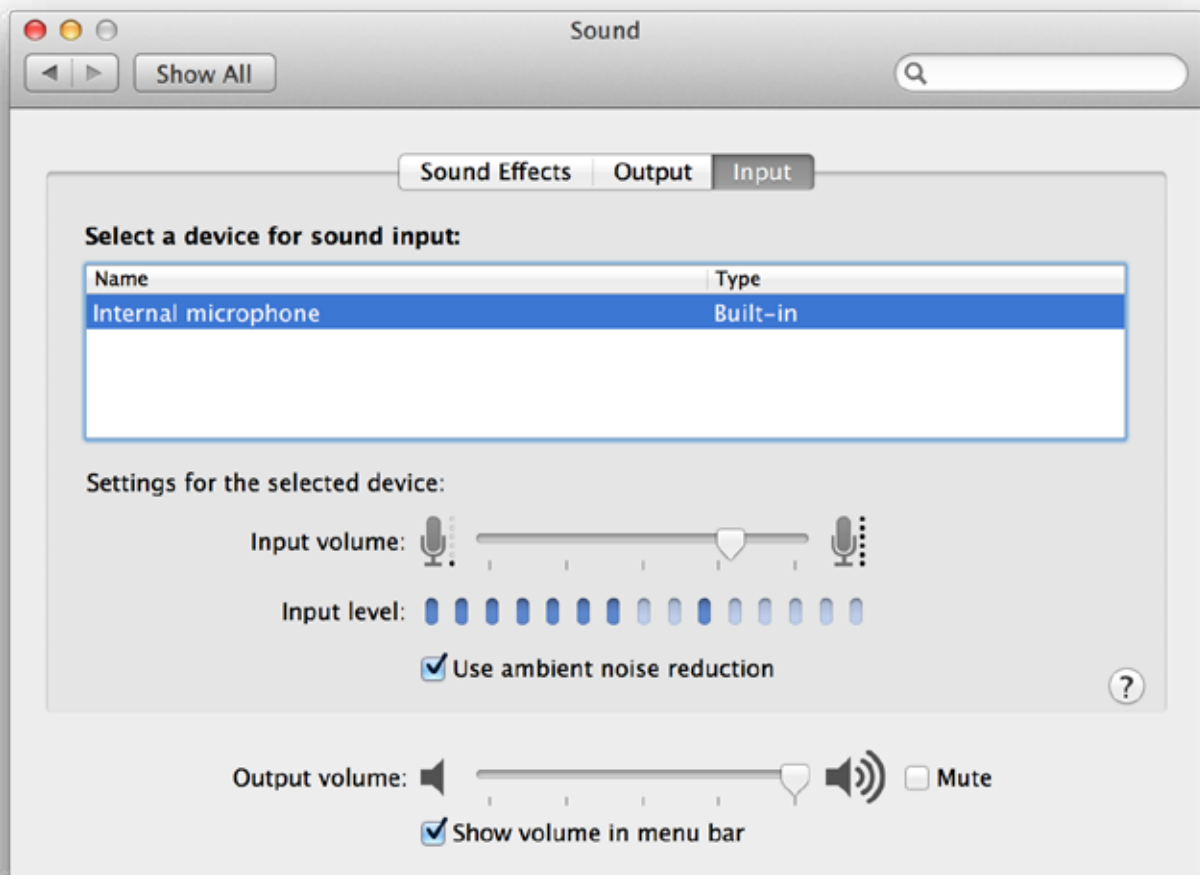 Sound
Show All
Sound Effects Output Input
Select a device for sound input:
Name Type
Internal microphone Built-in
Settings for the selected device:
Input volume:
Input level:
Use ambient noise reduction
?
Output volume: Mute
Show volume in menu bar